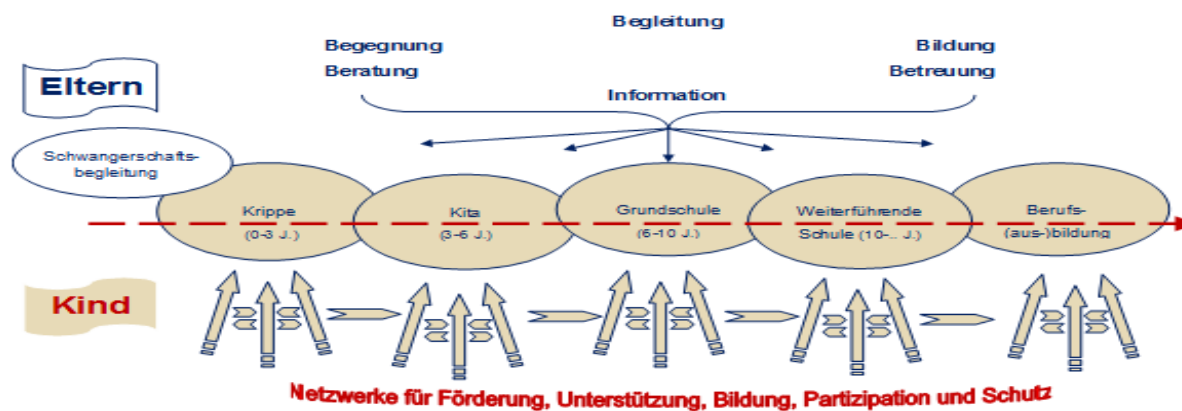 Begleitung
Begegnung
Bildung
Beratung
Betreuung
Eltern
Information
Schwangerschafts-
begleitung
Krippe
(0-3 J.)
Kita
(3-6 J.)
Grundschule
(6-10 J.)
Weiterführende
Schule (10-.. J.)
Berufs-
(aus-)bildung
Kind
Netzwerke für Förderung, Unterstützung, Bildung, Partizipation und Schutz